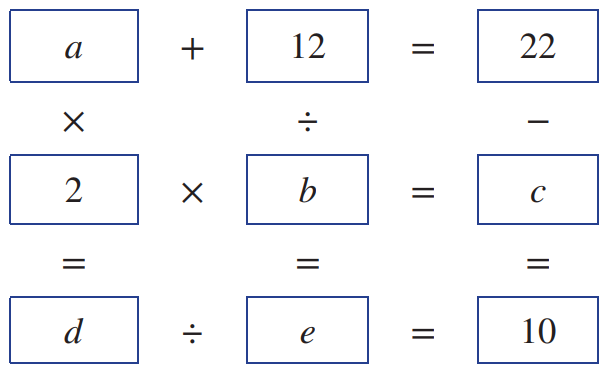 a + 12 = 22
× ÷ −
2 × b = c
= = =
d ÷ e = 10